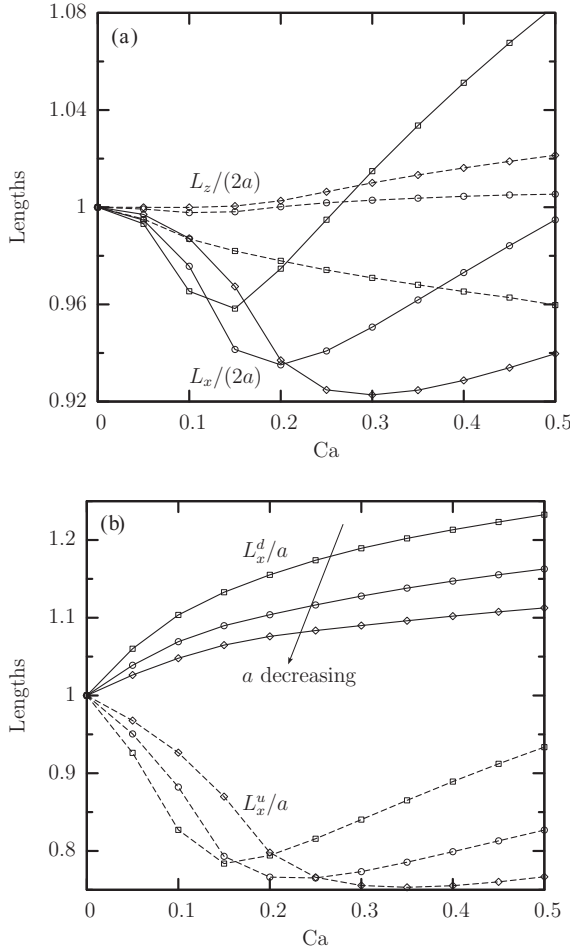 1.08
(a)
1.04
L_z/(2a)
1
Lengths
0.96
L_x/(2a)
0.92
0 0.1 0.2 0.3 0.4 0.5
Ca
(b)
1.2
L_x^d/a
1.1
a decreasing
1
Lengths
0.9
L_x^u/a
0.8
0 0.1 0.2 0.3 0.4 0.5
Ca